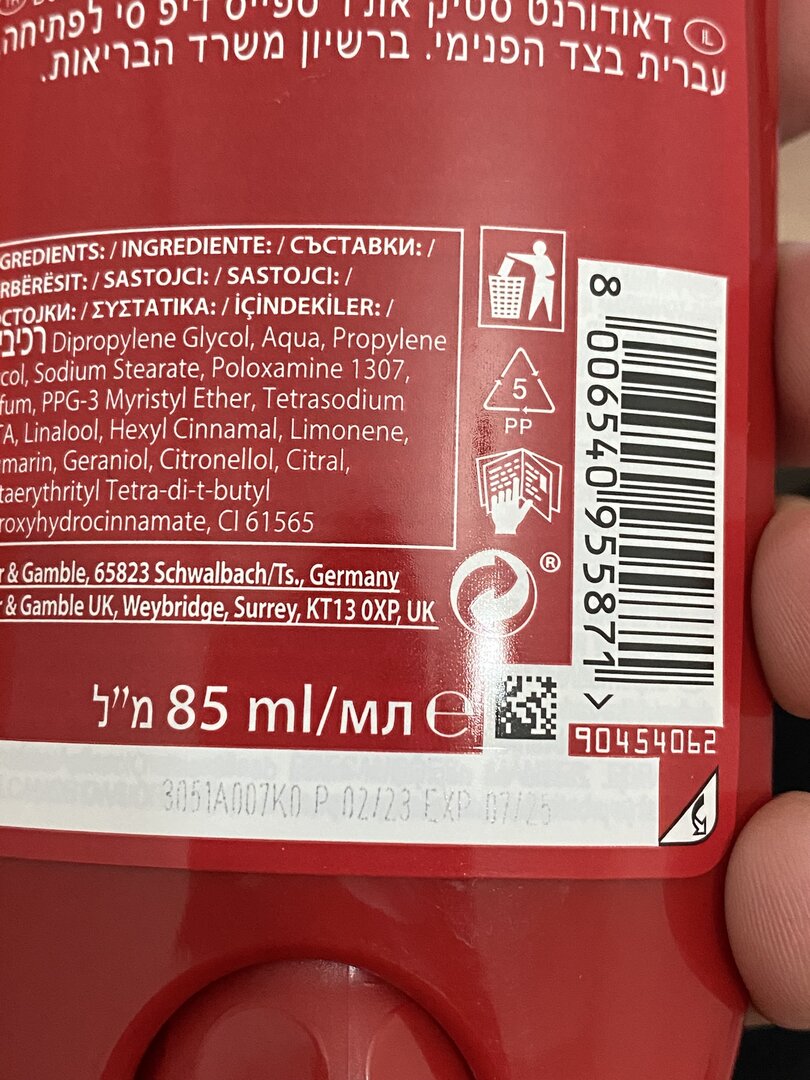 IL דאודורנט סטיק אולד ספייס דיפ סי לפתיחה
עברית בצד הפנימי. ברשיון משרד הבריאות.
GREDIENTS: / INGREDIENTE: / СЪСТАВКИ: /
RBËRËSIT: / SASTOJCI: / SASTOJCI: /
СТОЈКИ: / ΣΥΣΤΑΤΙΚΑ: / İÇİNDEKİLER: /
רכיבי Dipropylene Glycol, Aqua, Propylene
col, Sodium Stearate, Poloxamine 1307,
fum, PPG-3 Myristyl Ether, Tetrasodium
TA, Linalool, Hexyl Cinnamal, Limonene,
marin, Geraniol, Citronellol, Citral,
taerythrityl Tetra-di-t-butyl
roxyhydrocinnamate, CI 61565
r & Gamble, 65823 Schwalbach/Ts., Germany
r & Gamble UK, Weybridge, Surrey, KT13 0XP, UK
5
PP
®
8 006540 955871 >
מ״ל 85 ml/мл e
90454062
3051A007K0 P 02/23 EXP 07/25